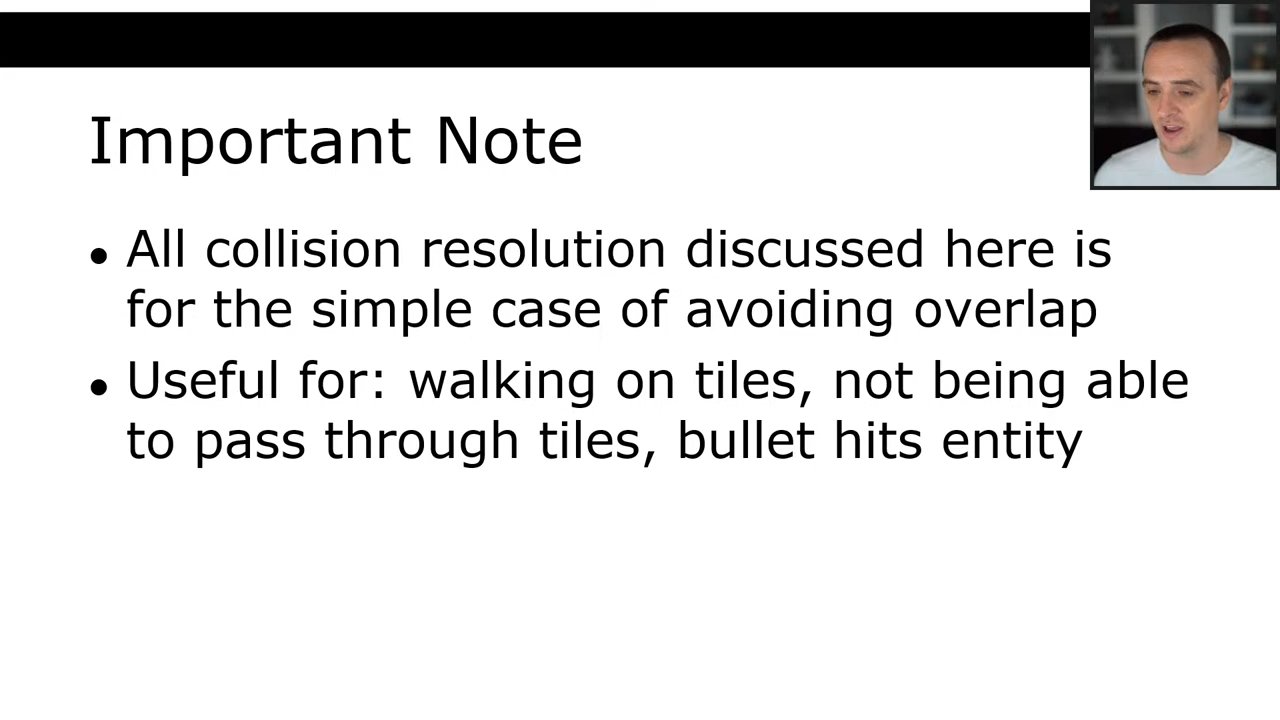 Important Note
● All collision resolution discussed here is
for the simple case of avoiding overlap
● Useful for: walking on tiles, not being able
to pass through tiles, bullet hits entity